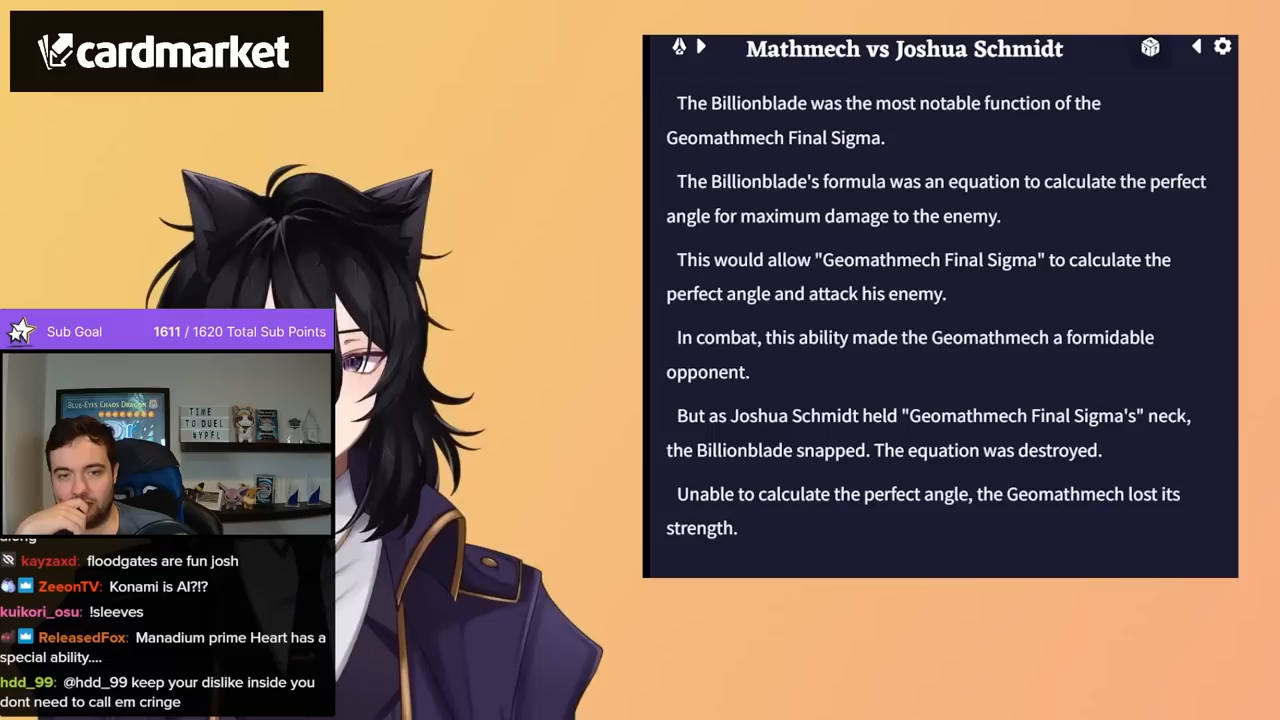 cardmarket
Mathmech vs Joshua Schmidt
The Billionblade was the most notable function of the
Geomathmech Final Sigma.
The Billionblade's formula was an equation to calculate the perfect
angle for maximum damage to the enemy.
This would allow "Geomathmech Final Sigma" to calculate the
perfect angle and attack his enemy.
In combat, this ability made the Geomathmech a formidable
opponent.
But as Joshua Schmidt held "Geomathmech Final Sigma's" neck,
the Billionblade snapped. The equation was destroyed.
Unable to calculate the perfect angle, the Geomathmech lost its
strength.
Sub Goal 1611 / 1620 Total Sub Points
BLUE-EYES CHAOS DRAGON
TIME
TO DUEL
#YPFL
along
kayzaxd: floodgates are fun josh
ZeeonTV: Konami is AI?!?
kuikori_osu: !sleeves
ReleasedFox: Manadium prime Heart has a
special ability....
hdd_99: @hdd_99 keep your dislike inside you
dont need to call em cringe